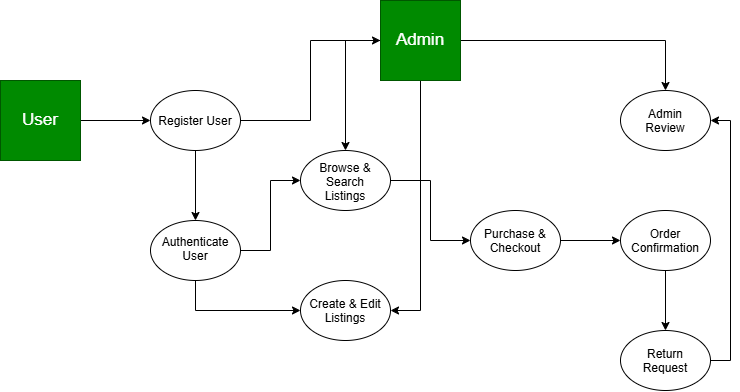 Admin
User
Register User
Admin
Review
Browse &
Search
Listings
Authenticate
User
Purchase &
Checkout
Order
Confirmation
Create & Edit
Listings
Return
Request